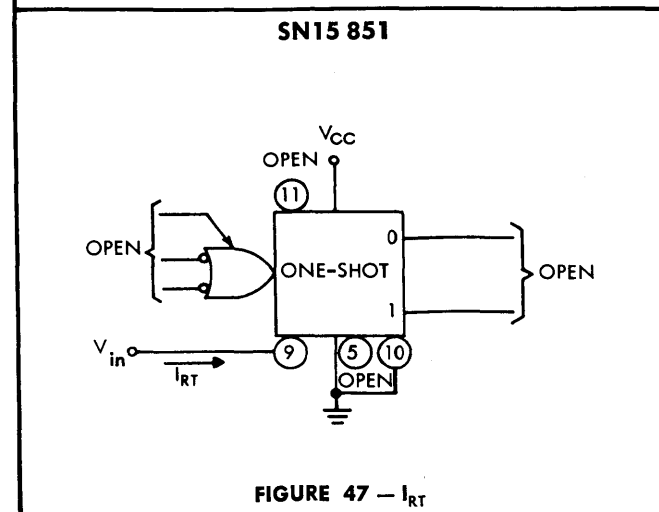 SN15 851
VCC
OPEN
11
OPEN
0
ONE-SHOT
OPEN
1
Vin
IRT
9
5
10
OPEN
FIGURE 47 — IRT